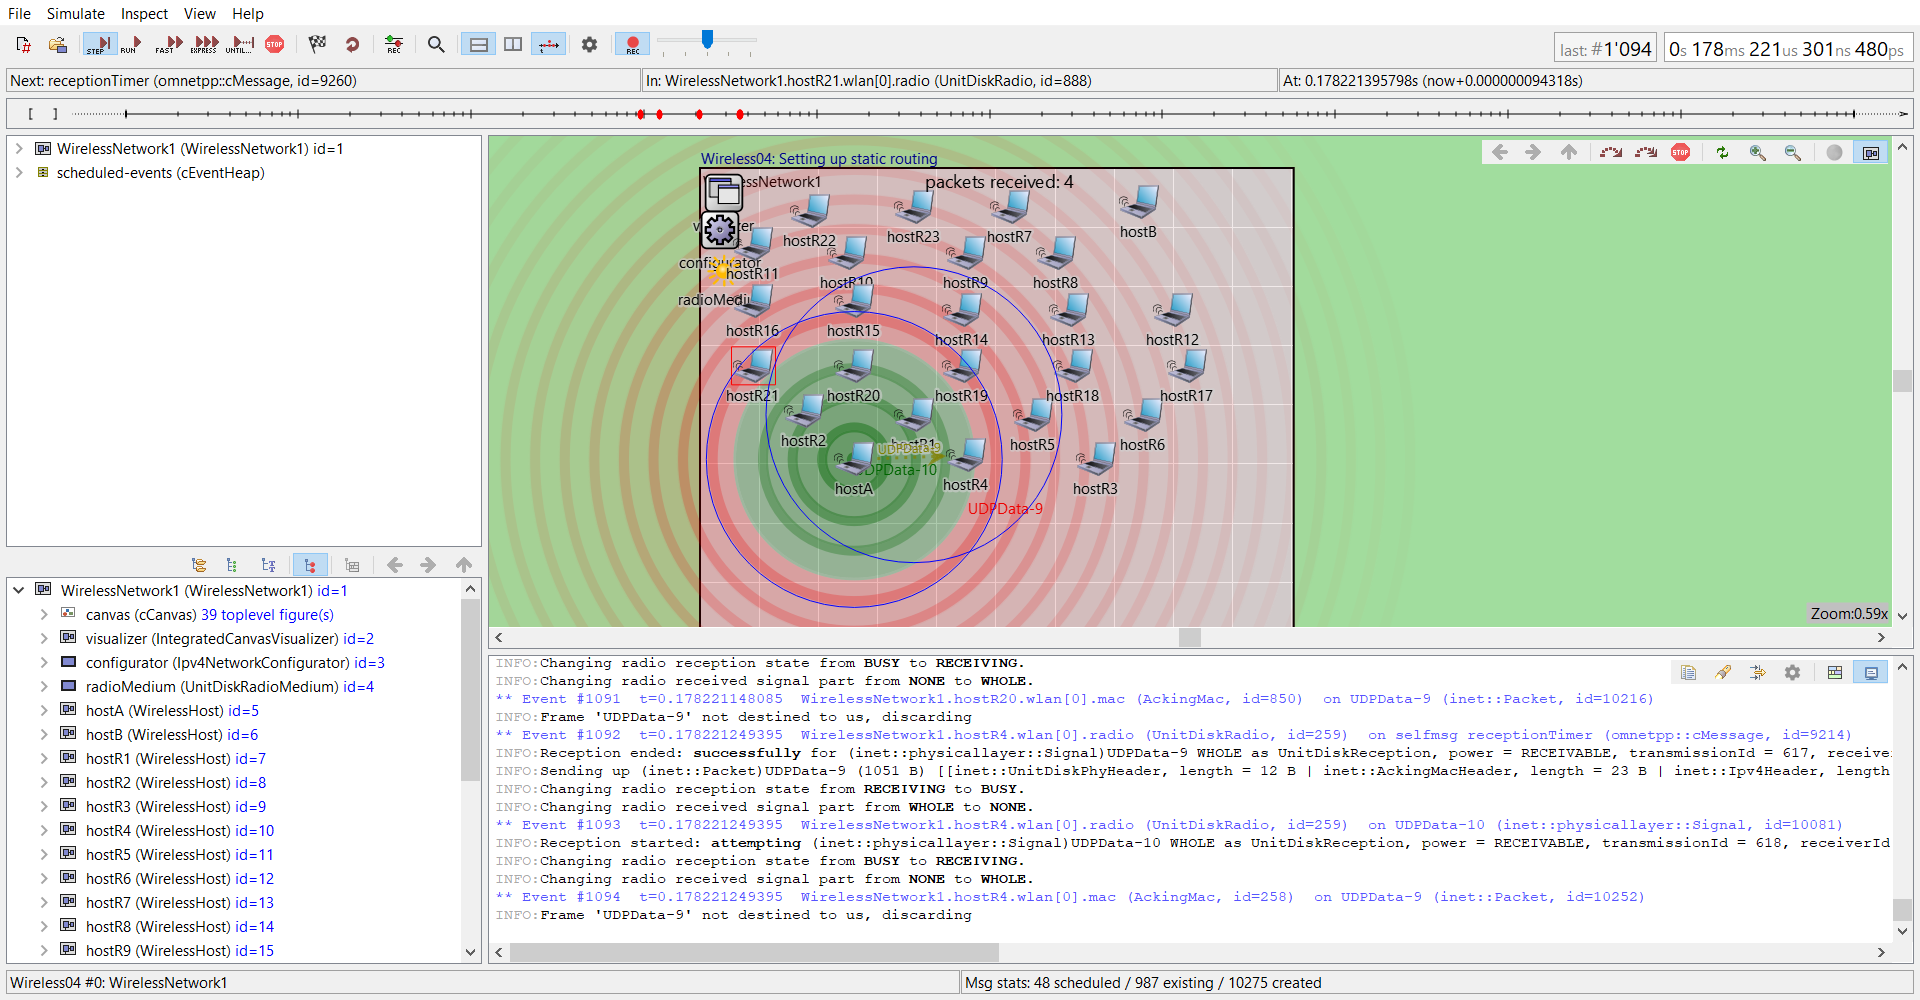 File Simulate Inspect View Help
STEP RUN FAST EXPRESS UNTIL... STOP REC REC
last: #1'094 0s 178ms 221us 301ns 480ps
Next: receptionTimer (omnetpp::cMessage, id=9260) In: WirelessNetwork1.hostR21.wlan[0].radio (UnitDiskRadio, id=888) At: 0.178221395798s (now+0.000000094318s)
[ ]
WirelessNetwork1 (WirelessNetwork1) id=1
scheduled-events (cEventHeap)
WirelessNetwork1 (WirelessNetwork1) id=1
canvas (cCanvas) 39 toplevel figure(s)
visualizer (IntegratedCanvasVisualizer) id=2
configurator (Ipv4NetworkConfigurator) id=3
radioMedium (UnitDiskRadioMedium) id=4
hostA (WirelessHost) id=5
hostB (WirelessHost) id=6
hostR1 (WirelessHost) id=7
hostR2 (WirelessHost) id=8
hostR3 (WirelessHost) id=9
hostR4 (WirelessHost) id=10
hostR5 (WirelessHost) id=11
hostR6 (WirelessHost) id=12
hostR7 (WirelessHost) id=13
hostR8 (WirelessHost) id=14
hostR9 (WirelessHost) id=15
Wireless04: Setting up static routing
STOP
essNetwork1 packets received: 4
hostR22 hostR23 hostR7 hostB
configurator
hostR11 hostR10 hostR9 hostR8
radioMedi
hostR16 hostR15 hostR14 hostR13 hostR12
hostR21 hostR20 hostR19 hostR18 hostR17
hostR2 hostR1 hostR5 hostR6
UDPData-9
DPData-10
hostA hostR4 hostR3
UDPData-9
Zoom:0.59x
INFO:Changing radio reception state from BUSY to RECEIVING.
INFO:Changing radio received signal part from NONE to WHOLE.
** Event #1091 t=0.178221148085 WirelessNetwork1.hostR20.wlan[0].mac (AckingMac, id=850) on UDPData-9 (inet::Packet, id=10216)
INFO:Frame 'UDPData-9' not destined to us, discarding
** Event #1092 t=0.178221249395 WirelessNetwork1.hostR4.wlan[0].radio (UnitDiskRadio, id=259) on selfmsg receptionTimer (omnetpp::cMessage, id=9214)
INFO:Reception ended: successfully for (inet::physicallayer::Signal)UDPData-9 WHOLE as UnitDiskReception, power = RECEIVABLE, transmissionId = 617, receive
INFO:Sending up (inet::Packet)UDPData-9 (1051 B) [[inet::UnitDiskPhyHeader, length = 12 B | inet::AckingMacHeader, length = 23 B | inet::Ipv4Header, length
INFO:Changing radio reception state from RECEIVING to BUSY.
INFO:Changing radio received signal part from WHOLE to NONE.
** Event #1093 t=0.178221249395 WirelessNetwork1.hostR4.wlan[0].radio (UnitDiskRadio, id=259) on UDPData-10 (inet::physicallayer::Signal, id=10081)
INFO:Reception started: attempting (inet::physicallayer::Signal)UDPData-10 WHOLE as UnitDiskReception, power = RECEIVABLE, transmissionId = 618, receiverId
INFO:Changing radio reception state from BUSY to RECEIVING.
INFO:Changing radio received signal part from NONE to WHOLE.
** Event #1094 t=0.178221249395 WirelessNetwork1.hostR4.wlan[0].mac (AckingMac, id=258) on UDPData-9 (inet::Packet, id=10252)
INFO:Frame 'UDPData-9' not destined to us, discarding
Wireless04 #0: WirelessNetwork1 Msg stats: 48 scheduled / 987 existing / 10275 created